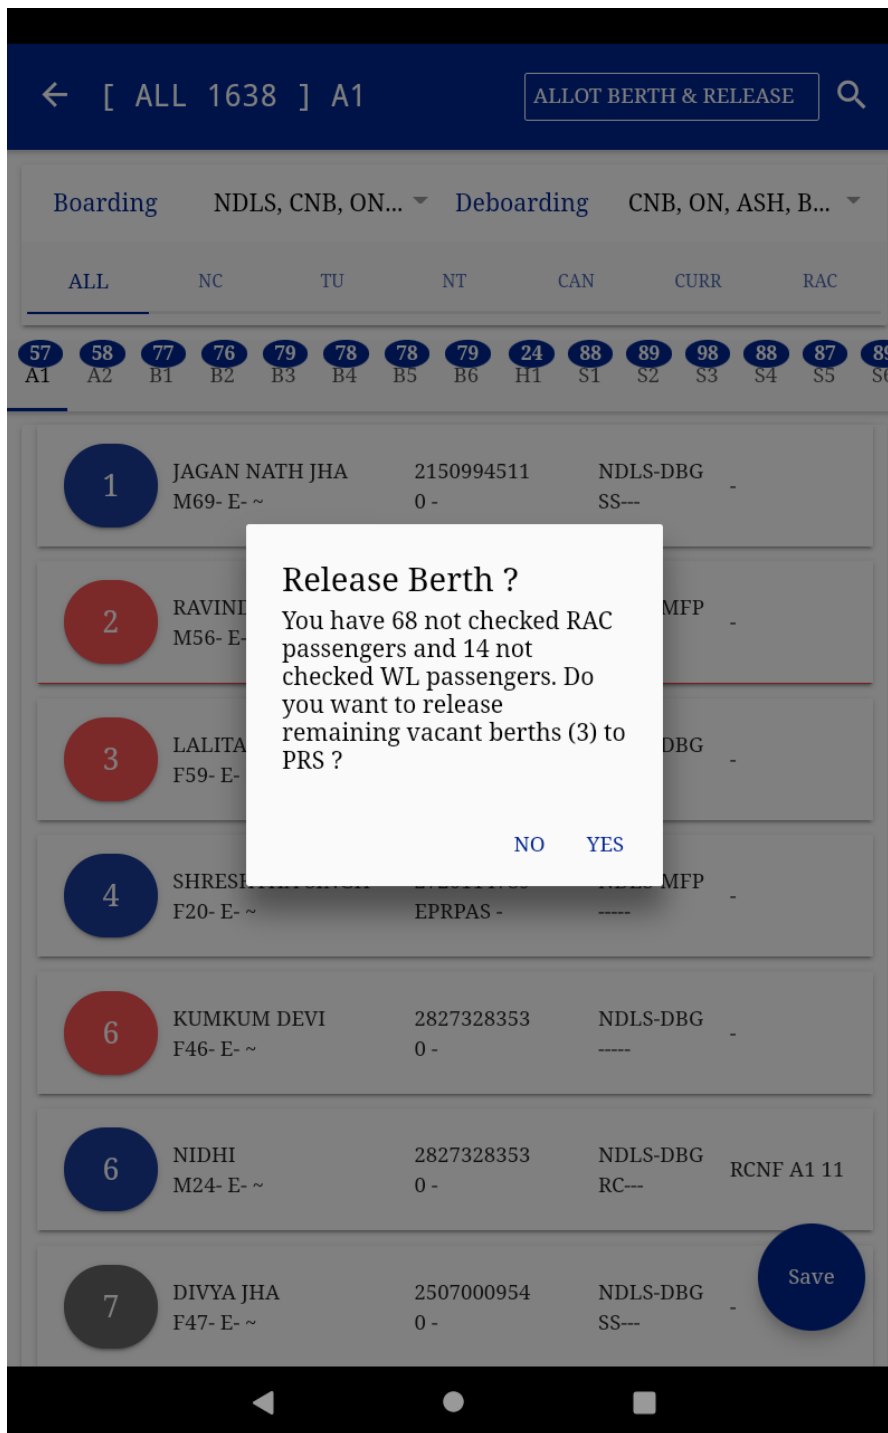 [ ALL 1638 ] A1 ALLOT BERTH & RELEASE
Boarding NDLS, CNB, ON... Deboarding CNB, ON, ASH, B...
ALL NC TU NT CAN CURR RAC
57 58 77 76 79 78 78 79 24 88 89 98 88 87
A1 A2 B1 B2 B3 B4 B5 B6 H1 S1 S2 S3 S4 S5
1 JAGAN NATH JHA 2150994511 NDLS-DBG -
M69- E- ~ 0 - SS---
Release Berth ?
You have 68 not checked RAC
passengers and 14 not
checked WL passengers. Do
you want to release
remaining vacant berths (3) to
PRS ?
NO YES
2 MFP -
M56- E-
3 LALITA DBG -
F59- E-
4 MFP -
F20- E- ~ EPRPAS - -----
6 KUMKUM DEVI 2827328353 NDLS-DBG -
F46- E- ~ 0 - -----
6 NIDHI 2827328353 NDLS-DBG RCNF A1 11
M24- E- ~ 0 - RC---
7 DIVYA JHA 2507000954 NDLS-DBG -
F47- E- ~ 0 - SS---
Save